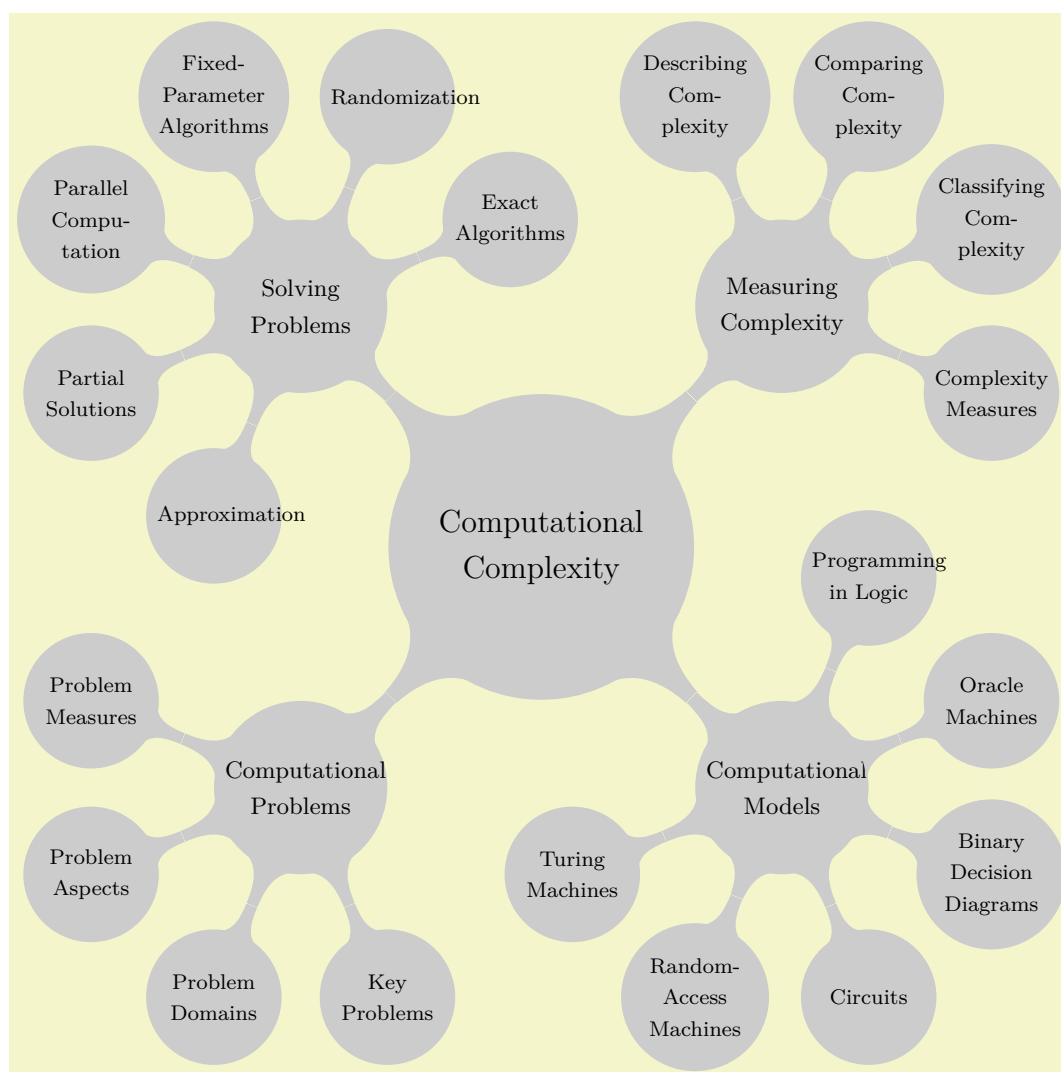 Computational
Complexity
Solving
Problems
Fixed-
Parameter
Algorithms
Randomization
Exact
Algorithms
Parallel
Compu-
tation
Partial
Solutions
Approximation
Measuring
Complexity
Describing
Com-
plexity
Comparing
Com-
plexity
Classifying
Com-
plexity
Complexity
Measures
Computational
Problems
Problem
Measures
Problem
Aspects
Problem
Domains
Key
Problems
Computational
Models
Programming
in Logic
Oracle
Machines
Binary
Decision
Diagrams
Circuits
Random-
Access
Machines
Turing
Machines